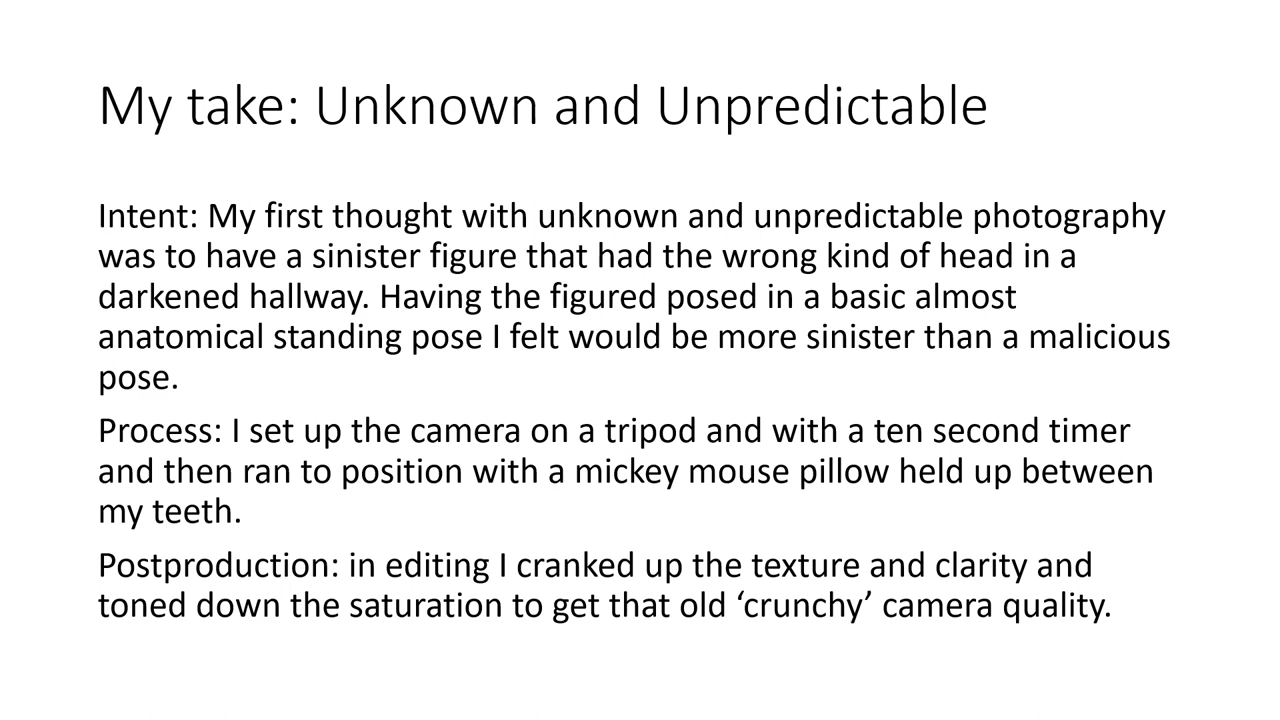 My take: Unknown and Unpredictable
Intent: My first thought with unknown and unpredictable photography
was to have a sinister figure that had the wrong kind of head in a
darkened hallway. Having the figured posed in a basic almost
anatomical standing pose I felt would be more sinister than a malicious
pose.
Process: I set up the camera on a tripod and with a ten second timer
and then ran to position with a mickey mouse pillow held up between
my teeth.
Postproduction: in editing I cranked up the texture and clarity and
toned down the saturation to get that old ‘crunchy’ camera quality.